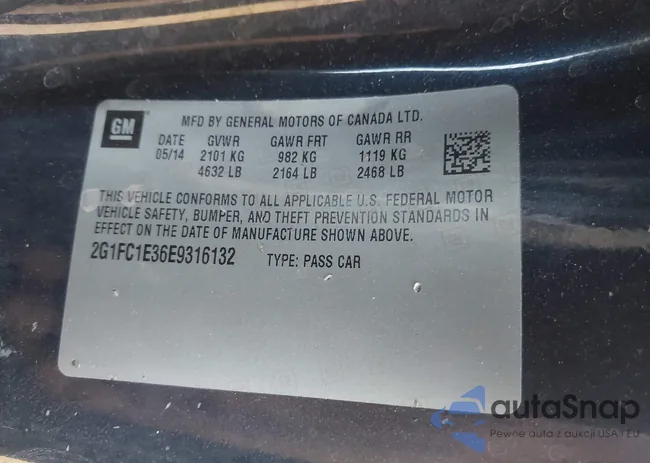 GM
MFD BY GENERAL MOTORS OF CANADA LTD.
DATE GVWR GAWR FRT GAWR RR
05/14 2101 KG 982 KG 1119 KG
4632 LB 2164 LB 2468 LB
THIS VEHICLE CONFORMS TO ALL APPLICABLE U.S. FEDERAL MOTOR
VEHICLE SAFETY, BUMPER, AND THEFT PREVENTION STANDARDS IN
EFFECT ON THE DATE OF MANUFACTURE SHOWN ABOVE.
2G1FC1E36E9316132 TYPE: PASS CAR
autaSnap
Pewne auta z aukcji USA i EU